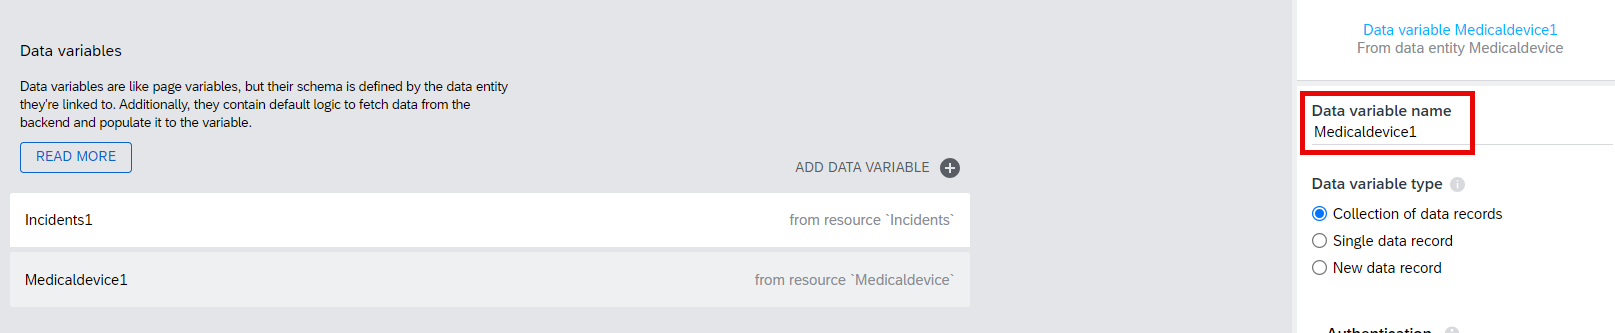 Data variables
Data variables are like page variables, but their schema is defined by the data entity
they're linked to. Additionally, they contain default logic to fetch data from the
backend and populate it to the variable.
READ MORE
ADD DATA VARIABLE
Incidents1 from resource `Incidents`
Medicaldevice1 from resource `Medicaldevice`
Data variable Medicaldevice1
From data entity Medicaldevice
Data variable name
Medicaldevice1
Data variable type
Collection of data records
Single data record
New data record
Authentication